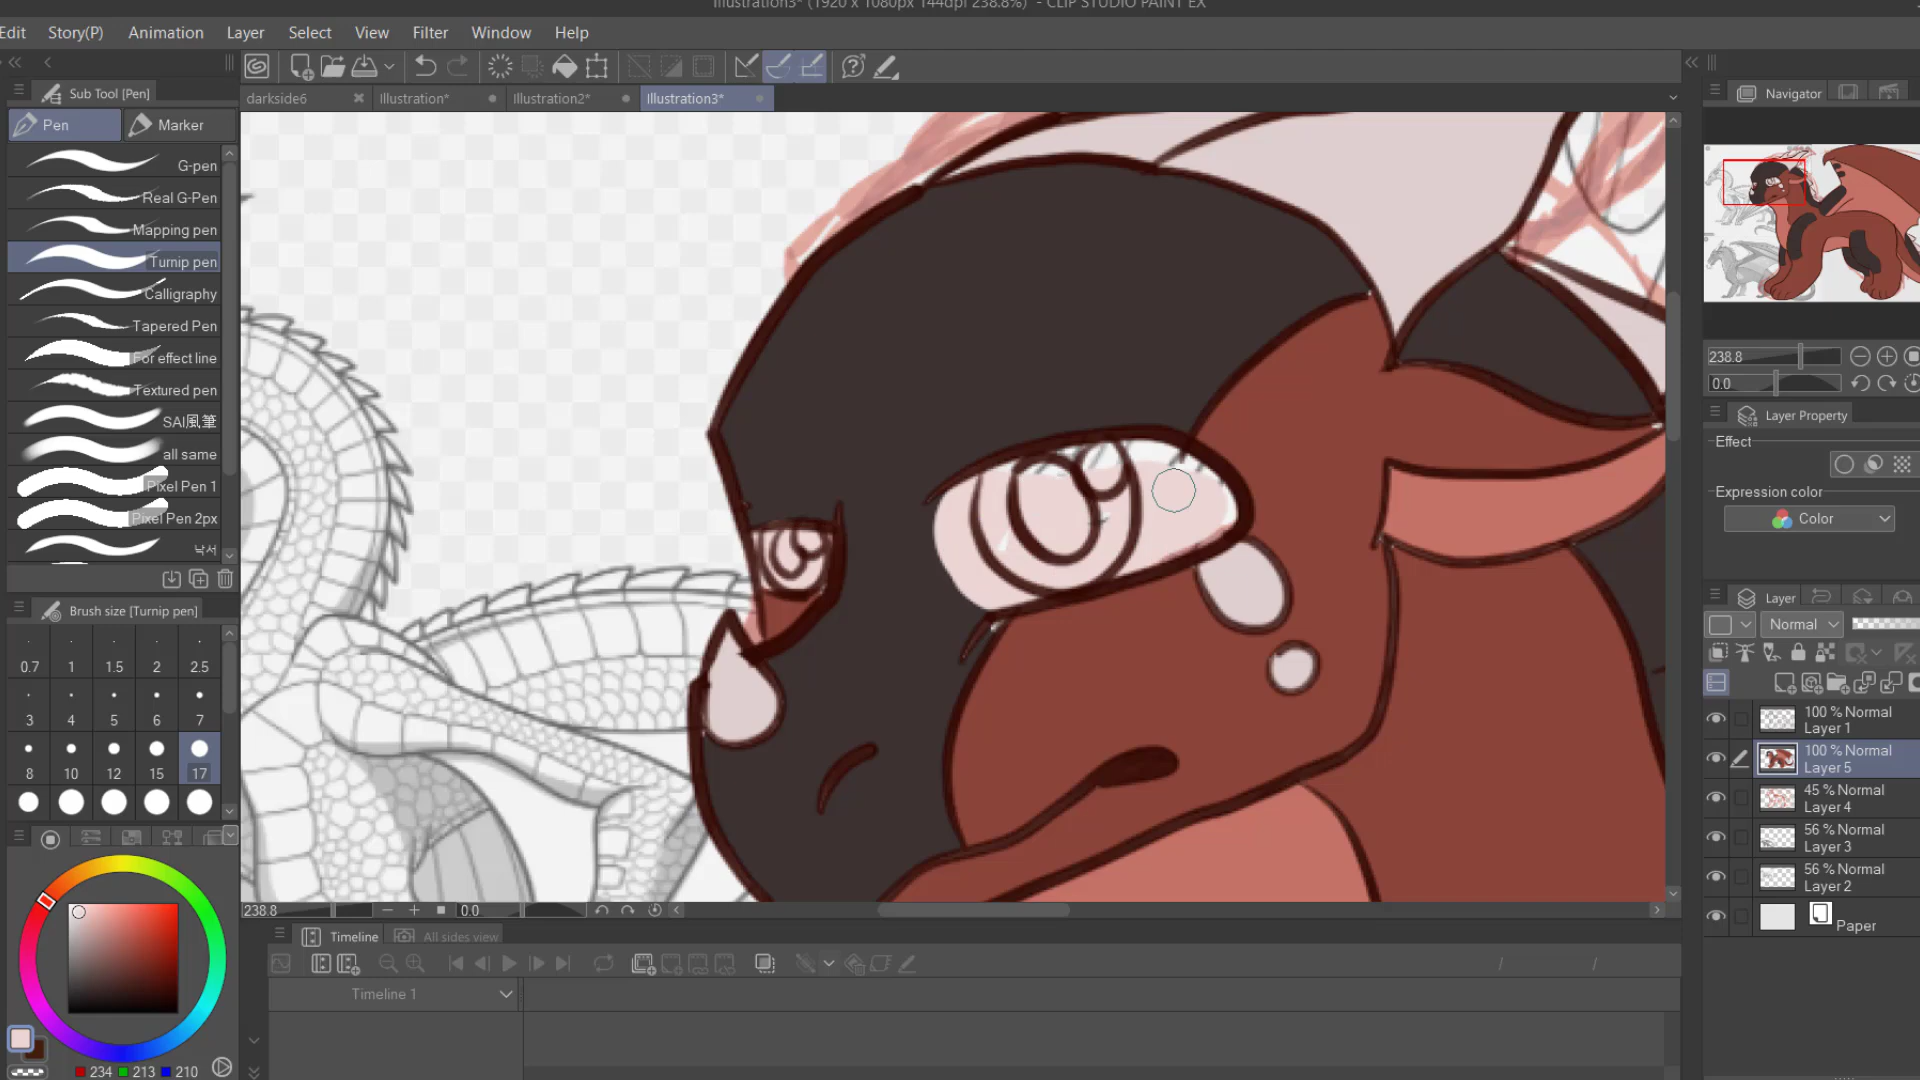 Illustration3* (1920 x 1080px 144dpi 238.8%) - CLIP STUDIO PAINT EX
Edit Story(P) Animation Layer Select View Filter Window Help
Sub Tool [Pen]
darkside6 Illustration* Illustration2* Illustration3*
Navigator
Pen Marker
G-pen
Real G-Pen
Mapping pen
Turnip pen
Calligraphy
Tapered Pen
For effect line
Textured pen
SAI風筆
all same
Pixel Pen 1
Pixel Pen 2px
낙서
238.8
0.0
Layer Property
Effect
Expression color
Color
Brush size [Turnip pen]
0.7 1 1.5 2 2.5
3 4 5 6 7
8 10 12 15 17
Layer
Normal
100 % Normal
Layer 1
100 % Normal
Layer 5
45 % Normal
Layer 4
56 % Normal
Layer 3
56 % Normal
Layer 2
Paper
238.8 0.0
Timeline All sides view
/ /
Timeline 1
234 213 210